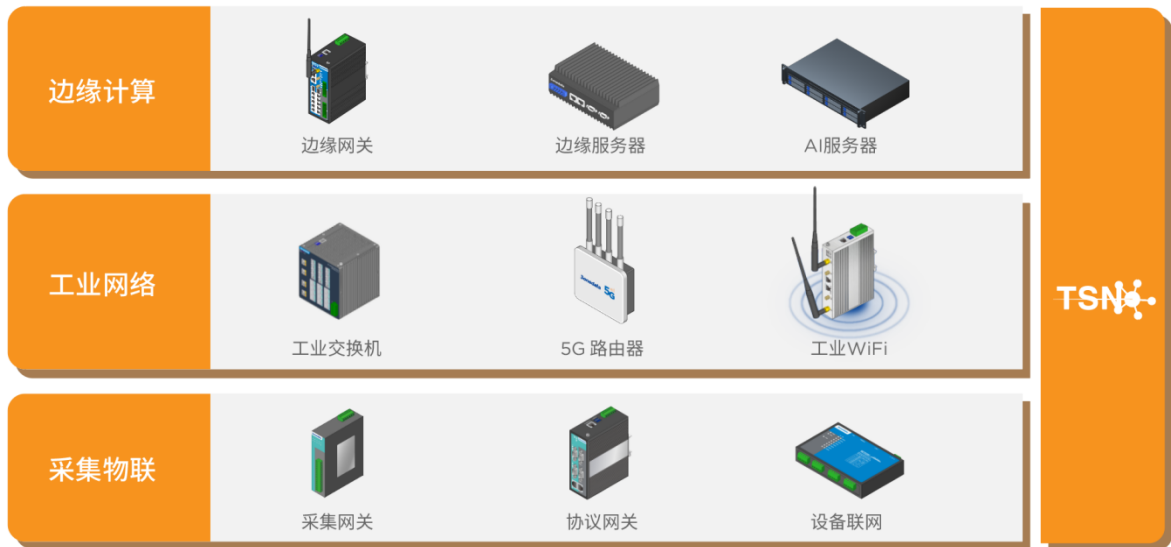 边缘计算
边缘网关
边缘服务器
AI服务器
工业网络
5G
工业交换机
5G 路由器
工业WiFi
TSN
采集物联
采集网关
协议网关
设备联网